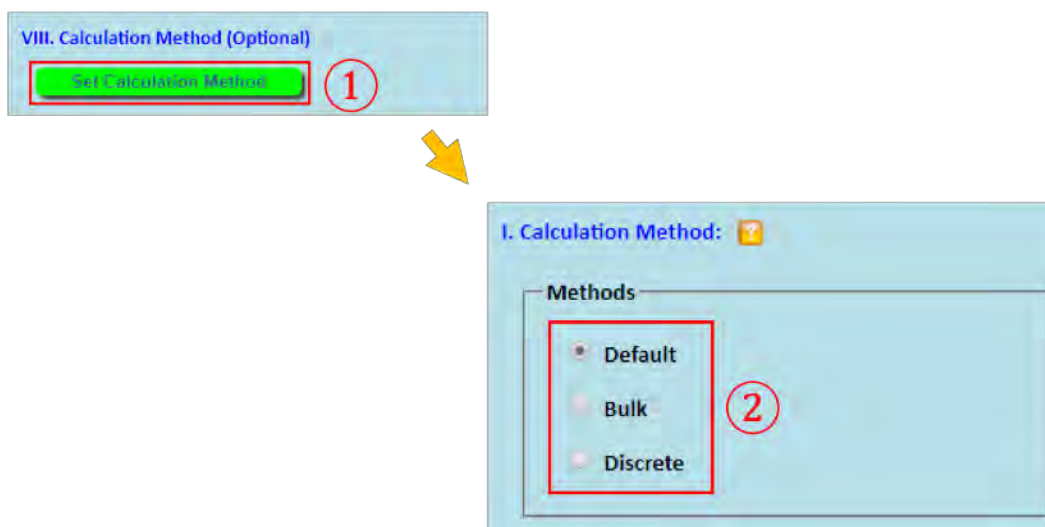 VIII. Calculation Method (Optional)
Set Calculation Method
①
I. Calculation Method: ?
Methods
Default
Bulk
②
Discrete